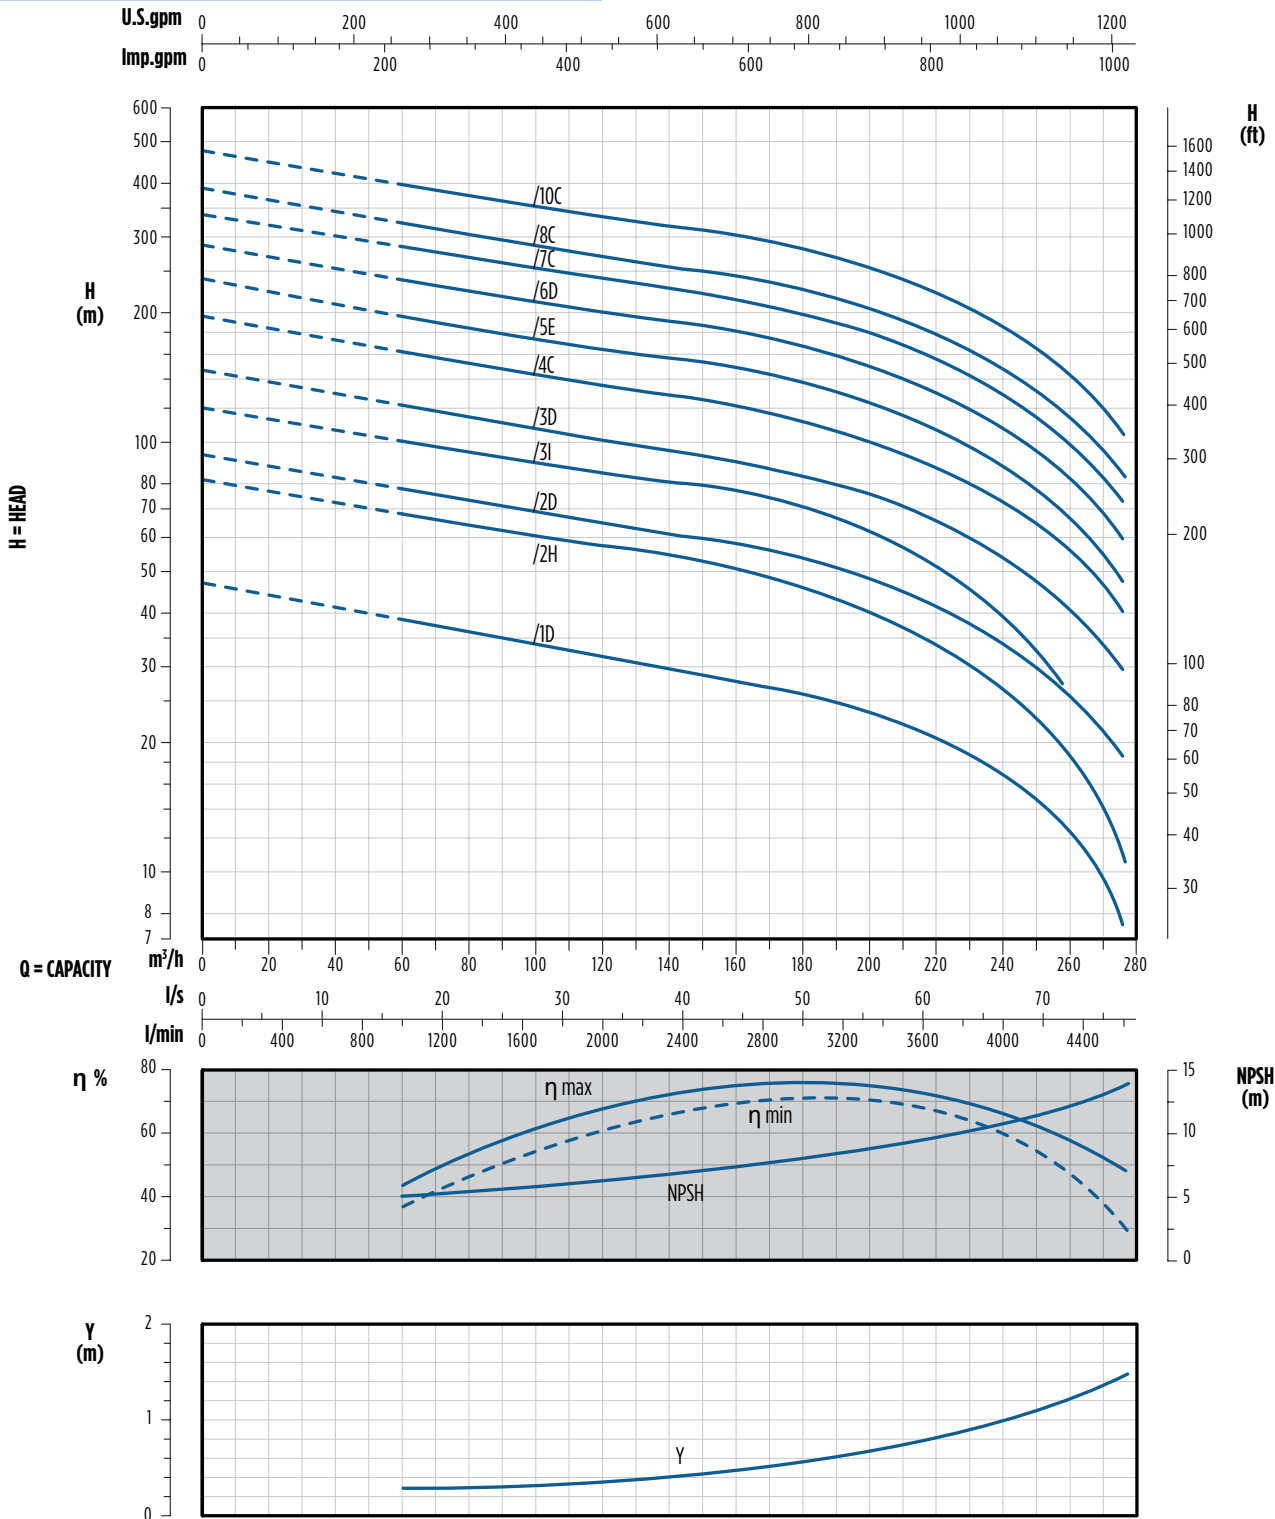 U.S.gpm 0 200 400 600 800 1000 1200
Imp.gpm 0 200 400 600 800 1000
H
(ft)
H
(m)
H = HEAD
600
500
400
300
200
100
80
70
60
50
40
30
20
10
8
7
1600
1400
1200
1000
800
700
600
500
400
300
200
100
80
70
60
50
40
30
/10C
/8C
/7C
/6D
/5E
/4C
/3D
/3I
/2D
/2H
/1D
Q = CAPACITY
m³/h 0 20 40 60 80 100 120 140 160 180 200 220 240 260 280
l/s 0 10 20 30 40 50 60 70
l/min 0 400 800 1200 1600 2000 2400 2800 3200 3600 4000 4400
η %
80
60
40
20
η max
η min
NPSH
15
10
5
0
NPSH
(m)
Y
(m)
2
1
0
Y